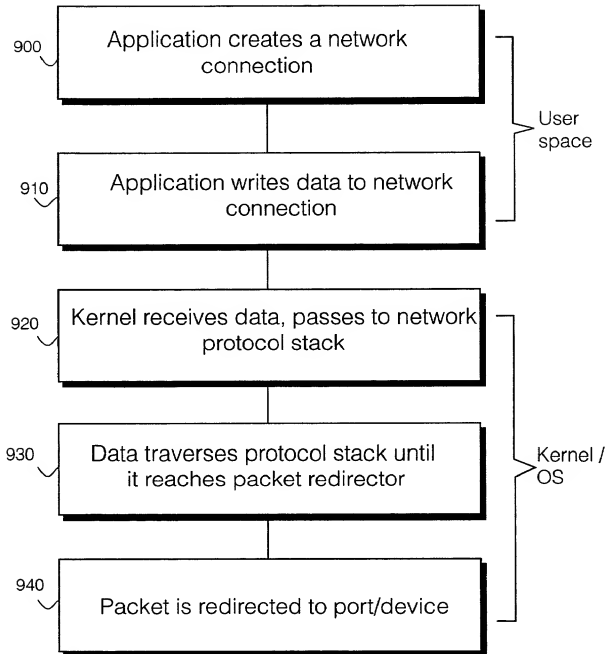 900
Application creates a network
connection
User
space
910
Application writes data to network
connection
920
Kernel receives data, passes to network
protocol stack
930
Data traverses protocol stack until
it reaches packet redirector
Kernel /
OS
940
Packet is redirected to port/device